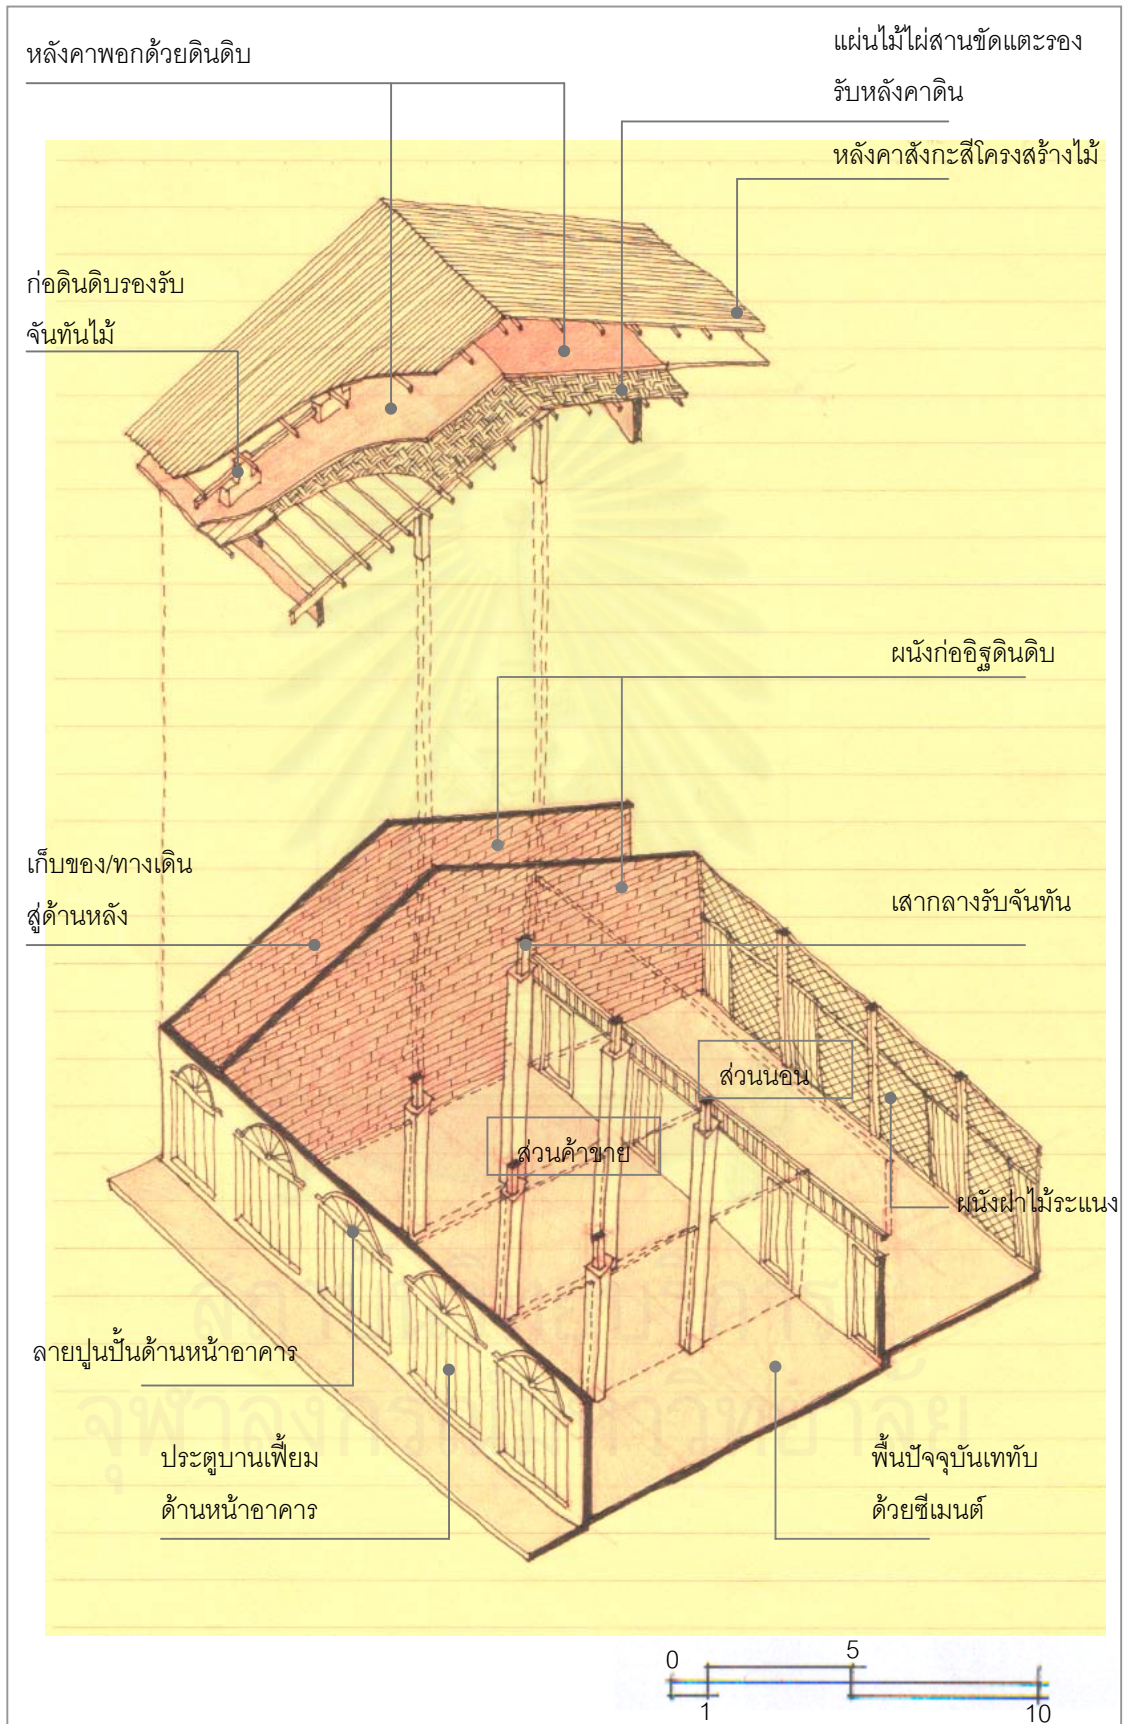 หลังคาพอกด้วยดินดิบ
แผ่นไม้ไผ่สานขัดแตะรอง
รับหลังคาดิน
หลังคาสังกะสีโครงสร้างไม้
ก่อดินดิบรองรับ
จันทันไม้
ผนังก่ออิฐดินดิบ
เก็บของ/ทางเดิน
สู่ด้านหลัง
เสากลางรับจันทัน
ส่วนนอน
ส่วนค้าขาย
ผนังฝาไม้ระแนง
ลายปูนปั้นด้านหน้าอาคาร
ประตูบานเฟี้ยม
ด้านหน้าอาคาร
พื้นปัจจุบันเททับ
ด้วยซีเมนต์
0 5
1 10